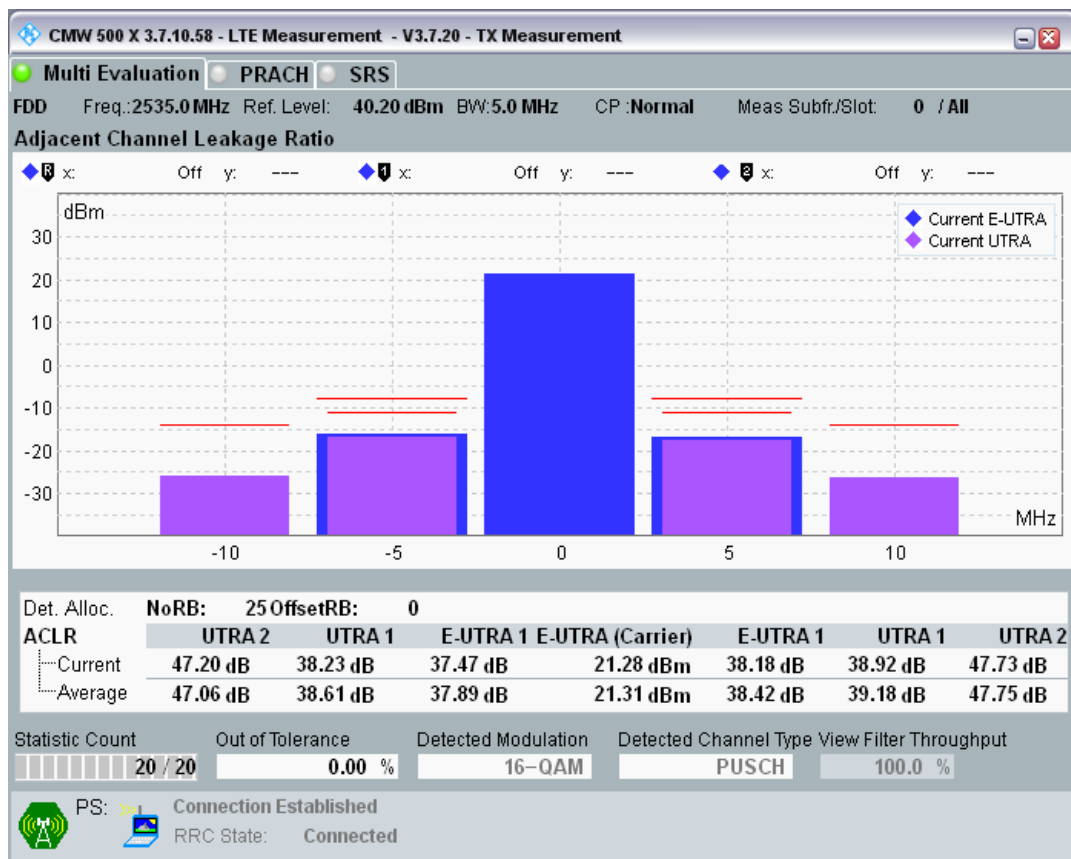 CMW 500 X 3.7.10.58 - LTE Measurement - V3.7.20 - TX Measurement
Multi Evaluation PRACH SRS
FDD Freq.:2535.0 MHz Ref. Level: 40.20 dBm BW:5.0 MHz CP :Normal Meas Subfr./Slot: 0 / All
Adjacent Channel Leakage Ratio
R x: Off y: --- 1 x: Off y: --- 2 x: Off y: ---
dBm
Current E-UTRA
Current UTRA
30
20
10
0
-10
-20
-30
MHz
-10 -5 0 5 10
Det. Alloc. NoRB: 25 OffsetRB: 0
ACLR UTRA 2 UTRA 1 E-UTRA 1 E-UTRA (Carrier) E-UTRA 1 UTRA 1 UTRA 2
Current 47.20 dB 38.23 dB 37.47 dB 21.28 dBm 38.18 dB 38.92 dB 47.73 dB
Average 47.06 dB 38.61 dB 37.89 dB 21.31 dBm 38.42 dB 39.18 dB 47.75 dB
Statistic Count Out of Tolerance Detected Modulation Detected Channel Type View Filter Throughput
20 / 20 0.00 % 16-QAM PUSCH 100.0 %
PS: Connection Established
RRC State: Connected